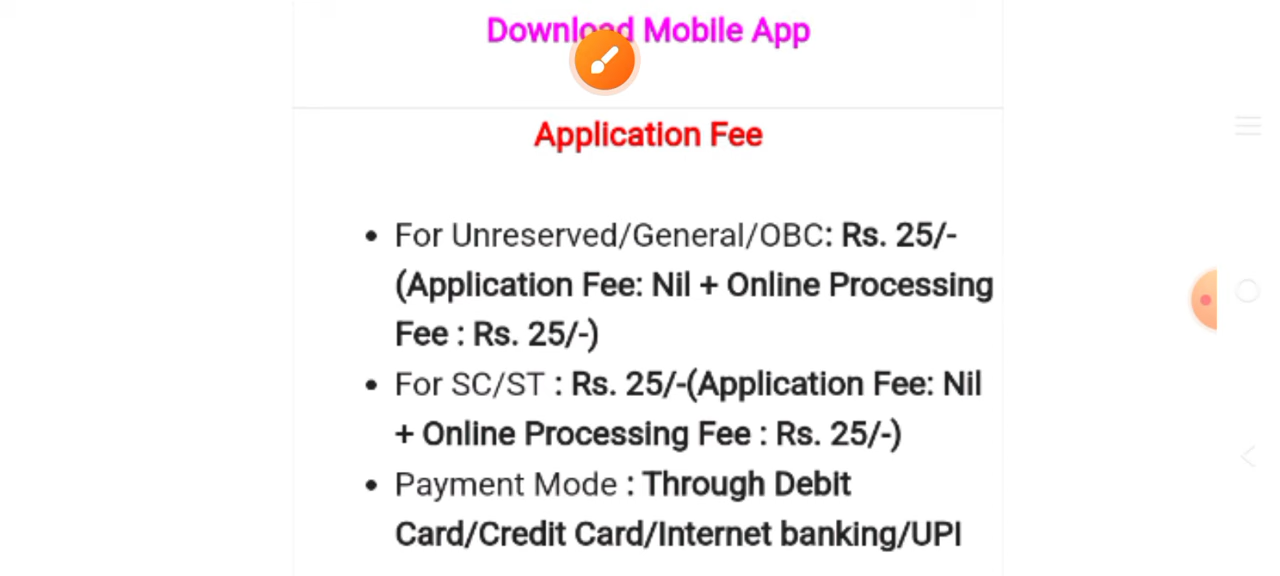 Download Mobile App
Application Fee
• For Unreserved/General/OBC: Rs. 25/-
(Application Fee: Nil + Online Processing
Fee : Rs. 25/-)
• For SC/ST : Rs. 25/-(Application Fee: Nil
+ Online Processing Fee : Rs. 25/-)
• Payment Mode : Through Debit
Card/Credit Card/Internet banking/UPI